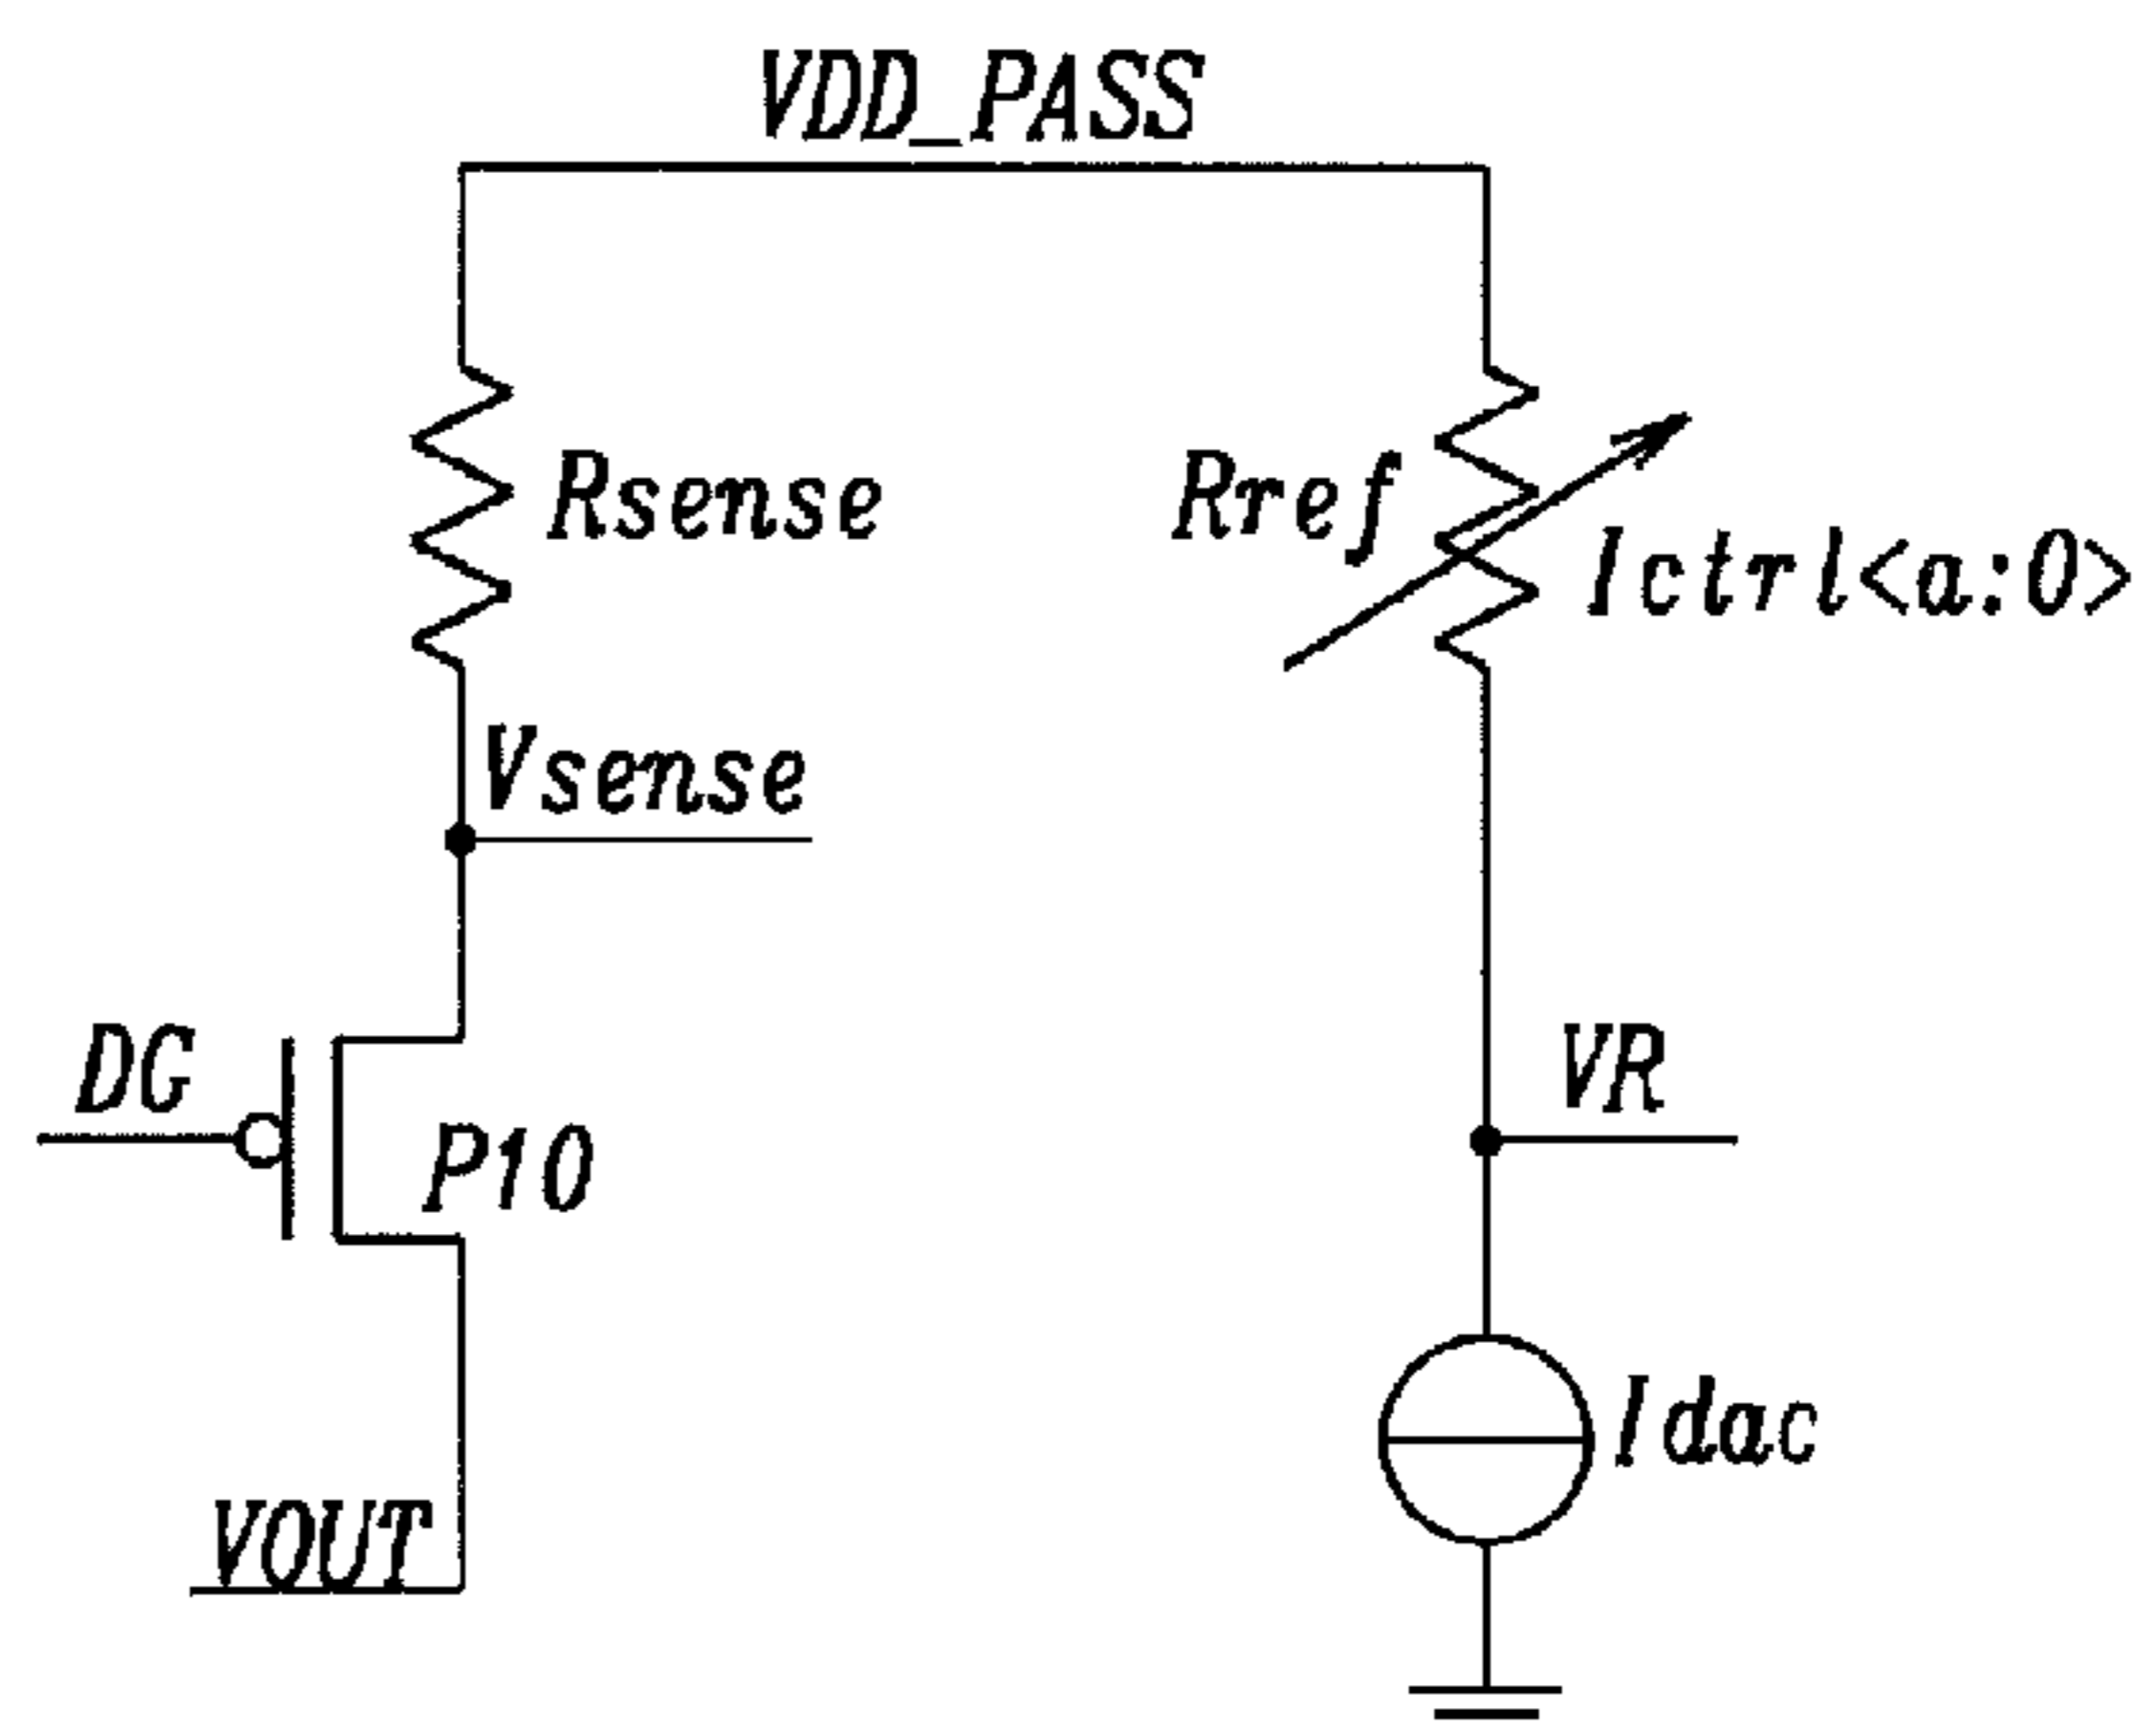 VDD_PASS
Rsense
Rref
Ictrl<a:0>
Vsense
DG
VR
P10
Idac
VOUT